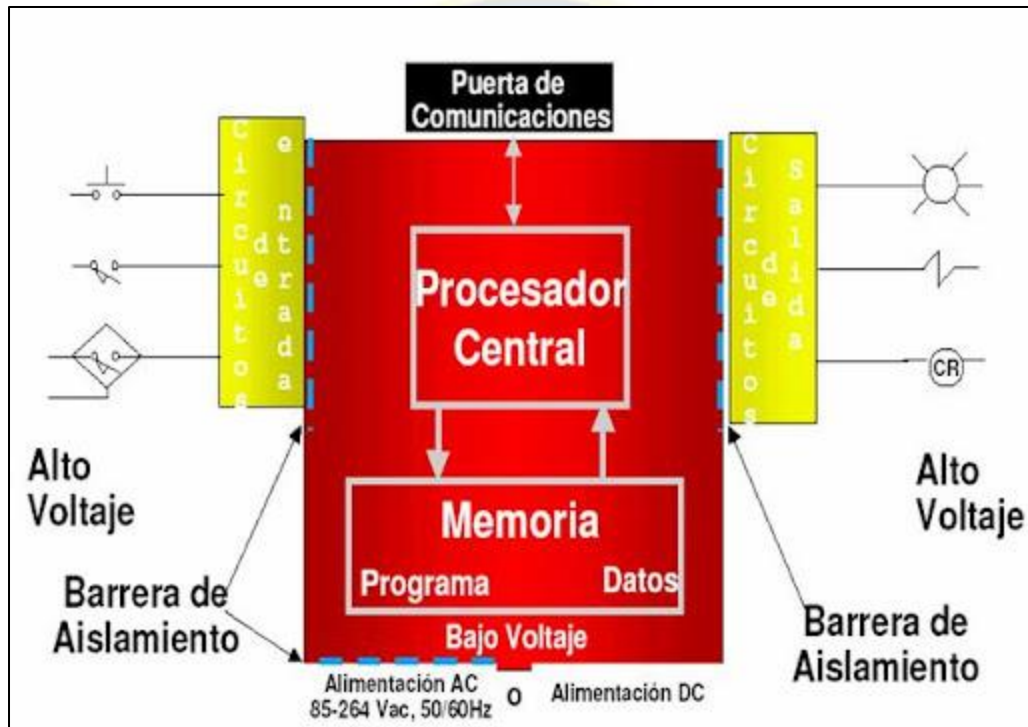 Puerta de
Comunicaciones
Circuitos
de
entrada
Procesador
Central
Circuitos
de
Salida
CR
Alto
Voltaje
Alto
Voltaje
Memoria
Programa
Datos
Bajo Voltaje
Barrera de
Aislamiento
Barrera de
Aislamiento
Alimentación AC
85-264 Vac, 50/60Hz
O
Alimentación DC